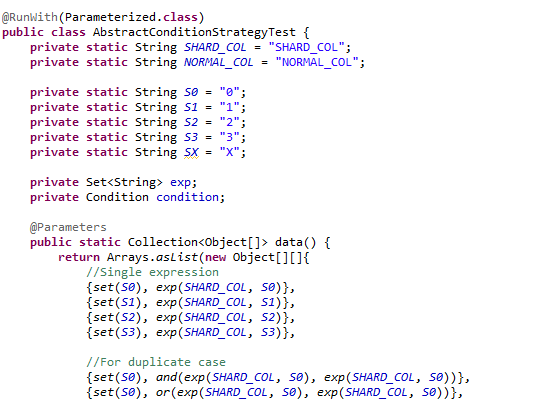 @RunWith(Parameterized.class)
public class AbstractConditionStrategyTest {
    private static String SHARD_COL = "SHARD_COL";
    private static String NORMAL_COL = "NORMAL_COL";

    private static String S0 = "0";
    private static String S1 = "1";
    private static String S2 = "2";
    private static String S3 = "3";
    private static String SX = "X";

    private Set<String> exp;
    private Condition condition;

    @Parameters
    public static Collection<Object[]> data() {
        return Arrays.asList(new Object[][]{
            //Single expression
            {set(S0), exp(SHARD_COL, S0)},
            {set(S1), exp(SHARD_COL, S1)},
            {set(S2), exp(SHARD_COL, S2)},
            {set(S3), exp(SHARD_COL, S3)},

            //For duplicate case
            {set(S0), and(exp(SHARD_COL, S0), exp(SHARD_COL, S0))},
            {set(S0), or(exp(SHARD_COL, S0), exp(SHARD_COL, S0))},